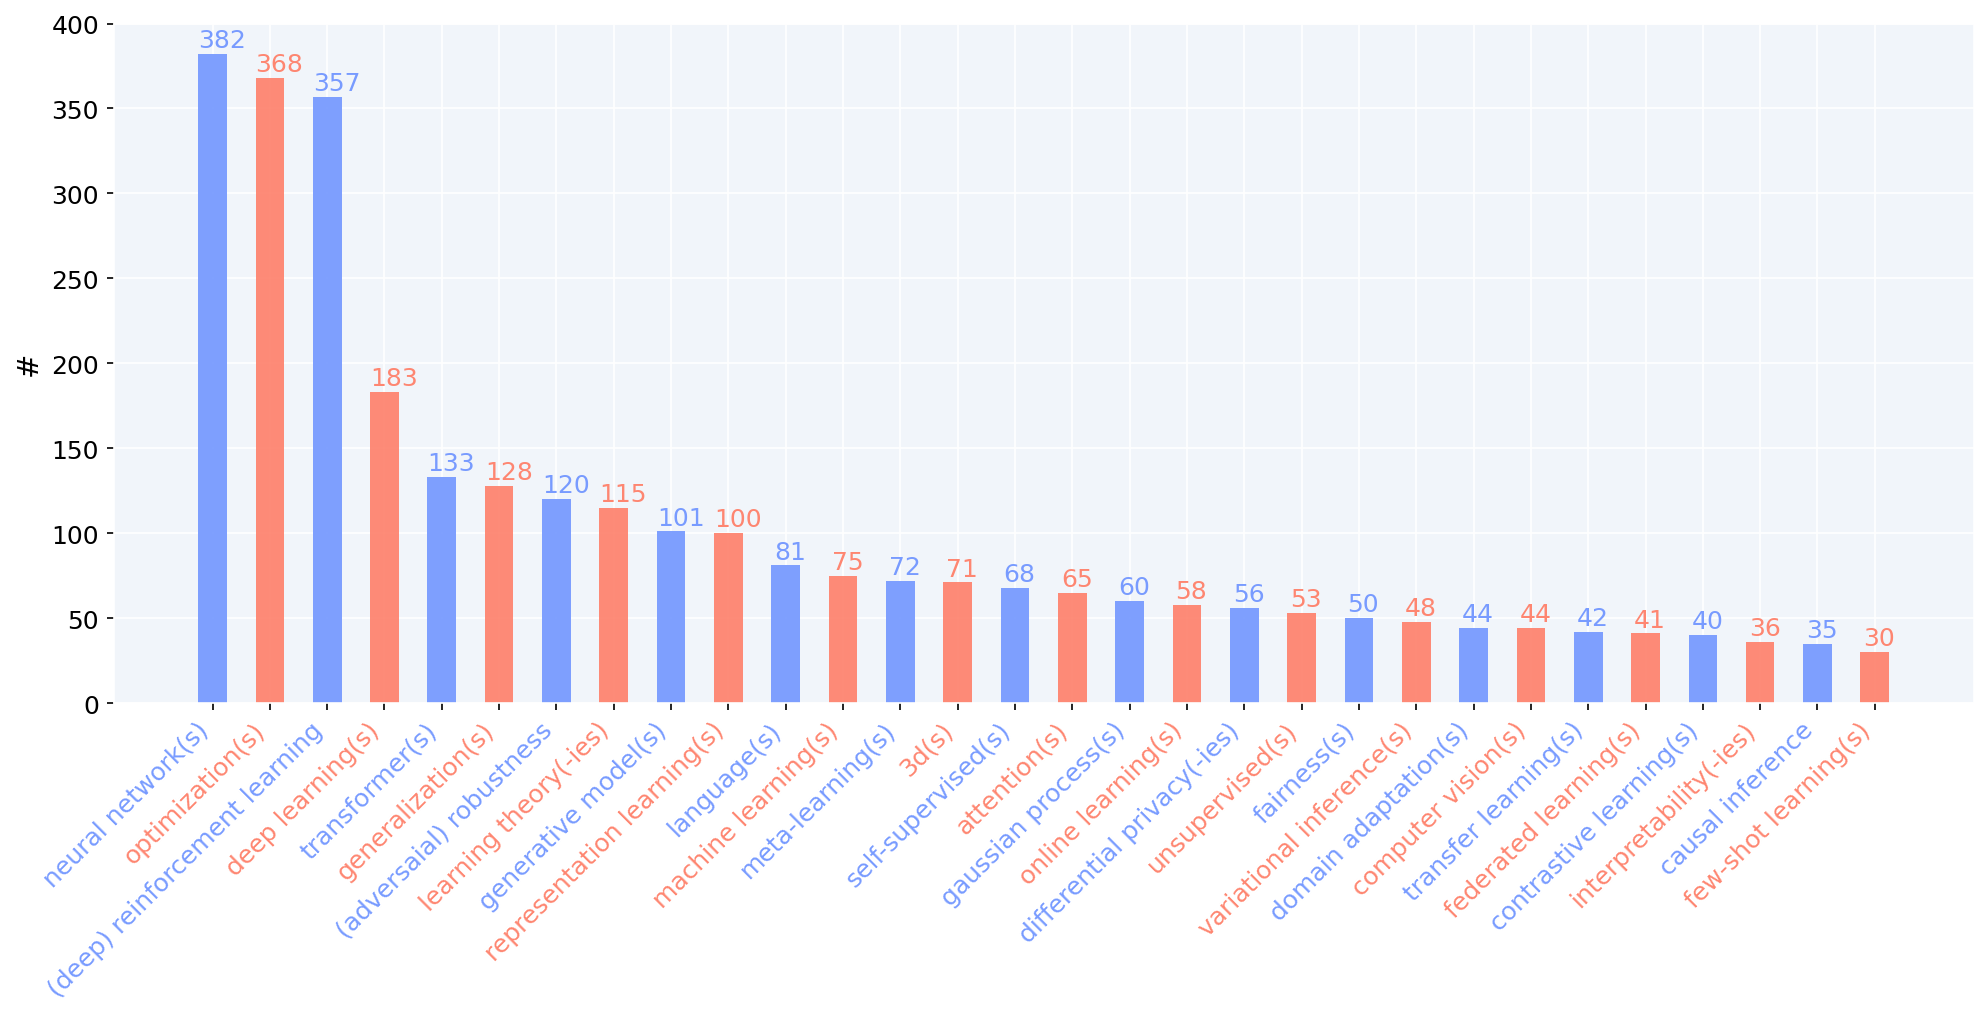 400
350
300
250
200
150
100
50
0
#
382
368
357
183
133
128
120
115
101
100
81
75
72
71
68
65
60
58
56
53
50
48
44
44
42
41
40
36
35
30
neural network(s)
optimization(s)
(deep) reinforcement learning
deep learning(s)
transformer(s)
generalization(s)
(adversaial) robustness
learning theory(-ies)
generative model(s)
representation learning(s)
language(s)
machine learning(s)
meta-learning(s)
3d(s)
self-supervised(s)
attention(s)
gaussian process(s)
online learning(s)
differential privacy(-ies)
unsupervised(s)
fairness(s)
variational inference(s)
domain adaptation(s)
computer vision(s)
transfer learning(s)
federated learning(s)
contrastive learning(s)
interpretability(-ies)
causal inference
few-shot learning(s)